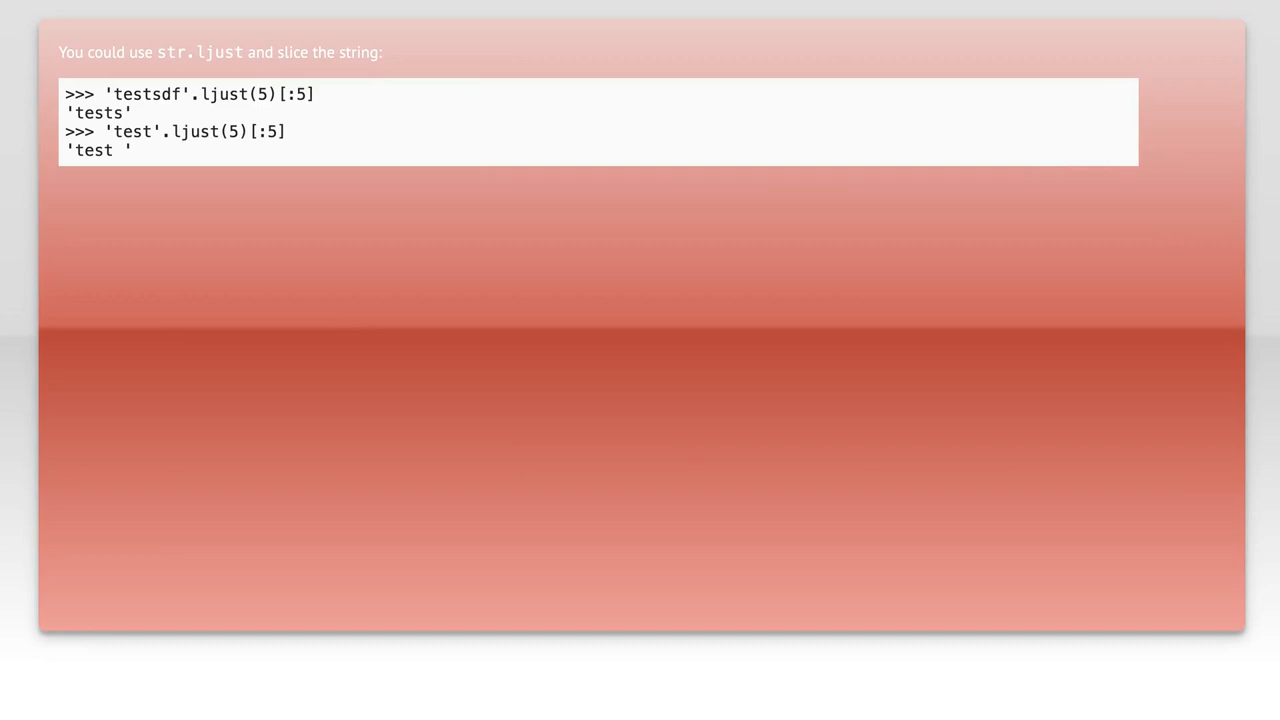 You could use str.ljust and slice the string:
>>> 'testsdf'.ljust(5)[:5]
'tests'
>>> 'test'.ljust(5)[:5]
'test '